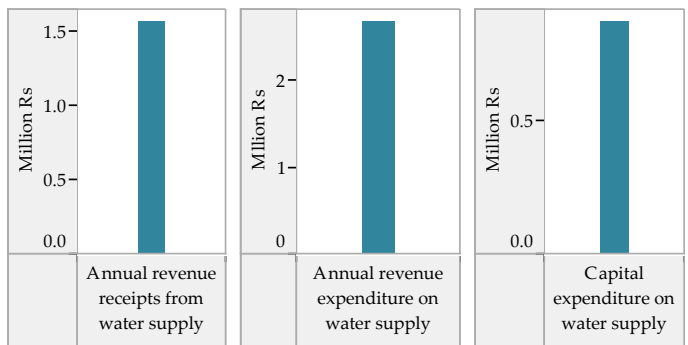 Million Rs
1.5
1.0
0.5
0.0
Annual revenue
receipts from
water supply
Mllion Rs
2
1
0
Annual revenue
expenditure on
water supply
Million Rs
0.5
0.0
Capital
expenditure on
water supply